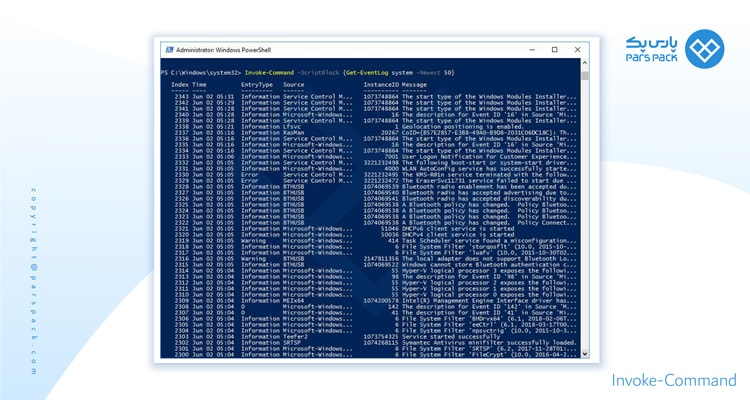 Administrator: Windows PowerShell
پارس پک
PARS PACK
PS C:\Windows\system32> Invoke-Command -ScriptBlock {Get-EventLog system -Newest 50}
Index Time EntryType Source InstanceID Message
2343 Jun 02 05:31 Information Service Control M... 1073748864 The start type of the Windows Modules Installer...
2342 Jun 02 05:29 Information Service Control M... 1073748864 The start type of the Windows Modules Installer...
2341 Jun 02 05:28 Information Service Control M... 1073748864 The start type of the Windows Modules Installer...
2340 Jun 02 05:28 Information Microsoft-Windows... 16 The description for Event ID '16' in Source 'Mi...
2339 Jun 02 05:28 Information Service Control M... 1073748864 The start type of the Windows Modules Installer...
2338 Jun 02 05:21 Information Lfsvc 1 Geolocation positioning is enabled.
2337 Jun 02 05:16 Information RasMan 20267
2336 Jun 02 05:16 Information Service Control M... 1073748864 The start type of the Windows Modules Installer...
2335 Jun 02 05:16 Information Microsoft-Windows... 16 The description for Event ID '16' in Source 'Mi...
2334 Jun 02 05:16 Information Service Control M... 1073748864 The start type of the Windows Modules Installer...
2333 Jun 02 05:06 Information Microsoft-Windows... 7001 User Logon Notification for Customer Experience...
2332 Jun 02 05:05 Information Service Control M... 3221232498 The following boot-start or system-start driver...
2331 Jun 02 05:05 Information Microsoft-Windows... 4000 WLAN AutoConfig service has successfully starte...
2330 Jun 02 05:05 Error Service Control M... 3221232495 The service terminated with the follow...
2329 Jun 02 05:05 Error Service Control M... 3221232472 The service failed to start due...
2328 Jun 02 05:05 Information BTHUSB 1074069539 Bluetooth radio enablement has been accepted du...
2327 Jun 02 05:05 Information BTHUSB Bluetooth radio has accepted advertising due to...
2326 Jun 02 05:05 Information BTHUSB 1074069541 Bluetooth radio has accepted discoverability du...
2325 Jun 02 05:05 Information BTHUSB 1074069538 A Bluetooth policy has changed. Policy Bluetoo...
2324 Jun 02 05:05 Information BTHUSB 1074069538 A Bluetooth policy has changed. Policy Bluetoo...
2323 Jun 02 05:05 Information BTHUSB 1074069538 A Bluetooth policy has changed. Policy Bluetoo...
2322 Jun 02 05:05 Information BTHUSB 1074069538 A Bluetooth policy has changed. Policy Connect...
2321 Jun 02 05:05 Information Microsoft-Windows... 51046 DHCPv6 client service is started
2320 Jun 02 05:05 Information Microsoft-Windows... 50036 DHCPv4 client service is started
2319 Jun 02 05:05 Warning Microsoft-Windows... 414 Task Scheduler service found a misconfiguration...
2318 Jun 02 05:05 Information Microsoft-Windows... 6 File System Filter 'storqosflt' (10.0, 2015-10-...
2317 Jun 02 05:05 Information Microsoft-Windows... 6 File System Filter 'luafv' (10.0, 2015-10-30T02...
2316 Jun 02 05:05 Warning BTHUSB 2147811356 The local adapter does not support Bluetooth Lo...
2315 Jun 02 05:05 Information BTHUSB 1074069522 Windows cannot store Bluetooth authentication c...
2314 Jun 02 05:04 Information Microsoft-Windows... 55 Hyper-V logical processor 3 exposes the followi...
2313 Jun 02 05:04 Information Microsoft-Windows... 98 The description for Event ID '98' in Source 'Mi...
2312 Jun 02 05:04 Information Microsoft-Windows... 55 Hyper-V logical processor 2 exposes the followi...
2311 Jun 02 05:04 Information Microsoft-Windows... 55 Hyper-V logical processor 1 exposes the followi...
2310 Jun 02 05:04 Information Microsoft-Windows... 55 Hyper-V logical processor 0 exposes the followi...
2309 Jun 02 05:04 Information MEIx64 1074200578 Intel(R) Management Engine Interface driver has...
2308 Jun 02 05:04 0 Microsoft-Windows... 142 The description for Event ID '142' in Source 'M...
2307 Jun 02 05:04 0 Microsoft-Windows... 41 The description for Event ID '41' in Source 'Mi...
2306 Jun 02 05:04 Information Microsoft-Windows... 6 File System Filter 'BHDrvx64' (6.1, 2018-02-06T...
2305 Jun 02 05:04 Information Microsoft-Windows... 6 File System Filter 'eeCtrl' (6.1, 2018-03-17T00...
2304 Jun 02 05:04 Information Microsoft-Windows... 6 File System Filter 'npsvctrig' (10.0, 2015-10-3...
2303 Jun 02 05:04 Information Teefer2 1073754325 Service started successfully
2302 Jun 02 05:04 Information SRTSP 1074268115 Symantec Antivirus minifilter successfully loaded.
2301 Jun 02 05:04 Information Microsoft-Windows... 6 File System Filter 'SRTSP' (6.2, 2017-11-28T01:...
2300 Jun 02 05:04 Information Microsoft-Windows... 6 File System Filter 'FileCrypt' (10.0, 2016-04-2...
copyright@parspack.com
Invoke-Command